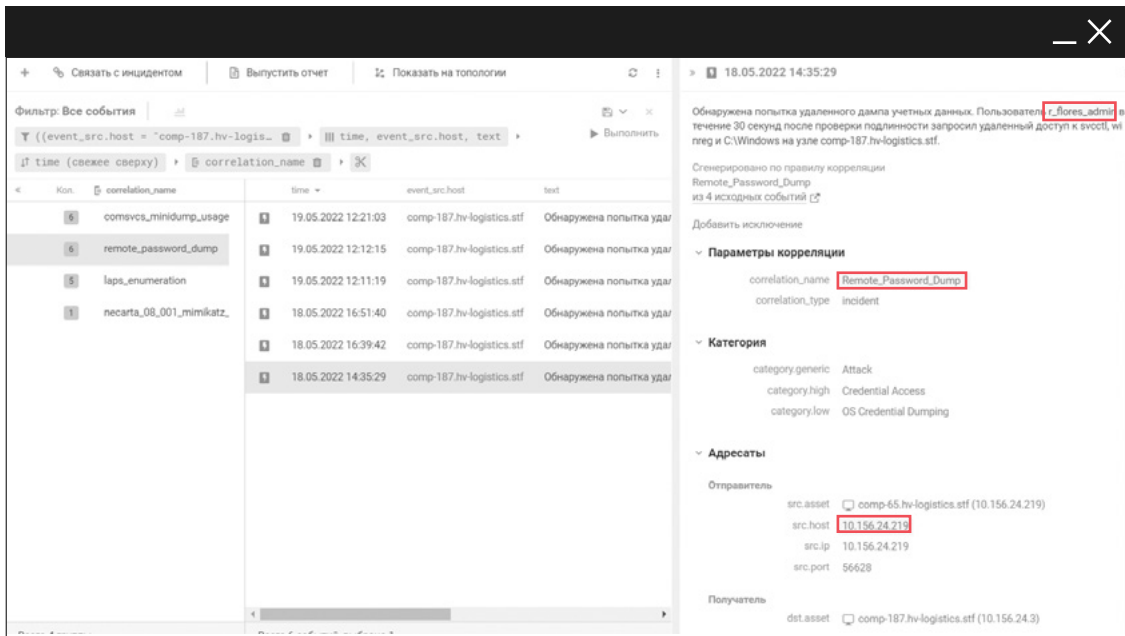 + Связать с инцидентом Выпустить отчет Показать на топологии
Фильтр: Все события
((event_src.host = "comp-187.hv-logis… time, event_src.host, text Выполнить
time (свежее сверху) correlation_name
Кол. correlation_name time event_src.host text
6 comsvcs_minidump_usage 19.05.2022 12:21:03 comp-187.hv-logistics.stf Обнаружена попытка удал
6 remote_password_dump 19.05.2022 12:12:15 comp-187.hv-logistics.stf Обнаружена попытка удал
5 laps_enumeration 19.05.2022 12:11:19 comp-187.hv-logistics.stf Обнаружена попытка удал
1 necarta_08_001_mimikatz_ 18.05.2022 16:51:40 comp-187.hv-logistics.stf Обнаружена попытка удал
18.05.2022 16:39:42 comp-187.hv-logistics.stf Обнаружена попытка удал
18.05.2022 14:35:29 comp-187.hv-logistics.stf Обнаружена попытка удал
18.05.2022 14:35:29
Обнаружена попытка удаленного дампа учетных данных. Пользователь r_flores_admin в
течение 30 секунд после проверки подлинности запросил удаленный доступ к svcctl, wi
nreg и C:\Windows на узле comp-187.hv-logistics.stf.
Сгенерировано по правилу корреляции
Remote_Password_Dump
из 4 исходных событий
Добавить исключение
Параметры корреляции
correlation_name Remote_Password_Dump
correlation_type incident
Категория
category.generic Attack
category.high Credential Access
category.low OS Credential Dumping
Адресаты
Отправитель
src.asset comp-65.hv-logistics.stf (10.156.24.219)
src.host 10.156.24.219
src.ip 10.156.24.219
src.port 56628
Получатель
dst.asset comp-187.hv-logistics.stf (10.156.24.3)